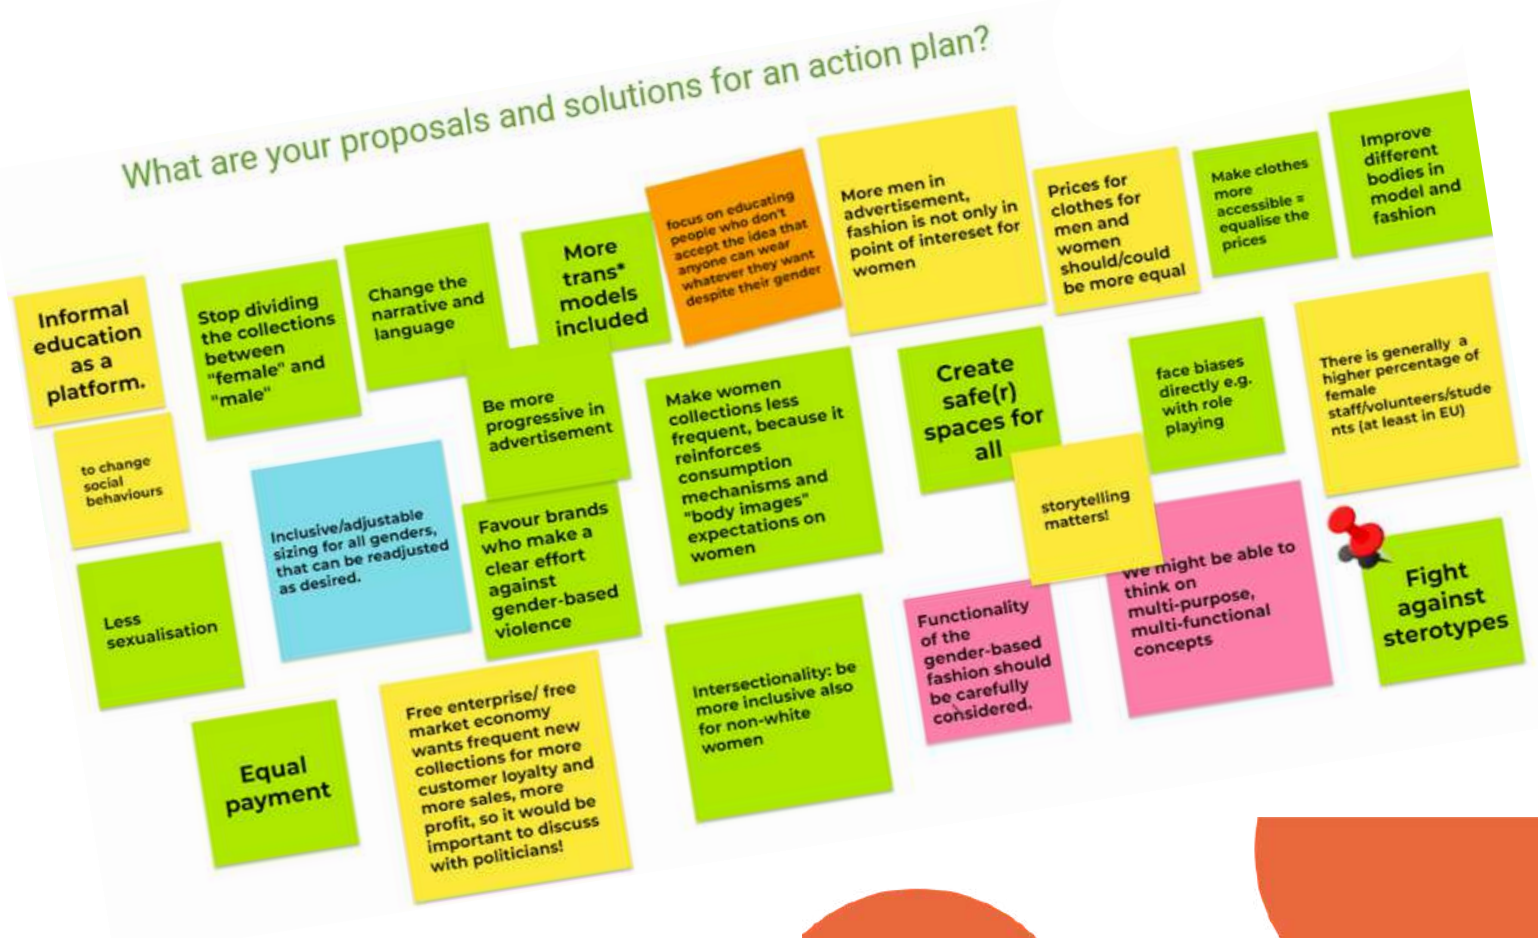 What are your proposals and solutions for an action plan?
Informal
education
as a
platform.
to change
social
behaviours
Stop dividing
the collections
between
"female" and
"male"
Change the
narrative and
language
More
trans*
models
included
focus on educating
people who don't
accept the idea that
anyone can wear
whatever they want
despite their gender
More men in
advertisement,
fashion is not only in
point of intereset for
women
Prices for
clothes for
men and
women
should/could
be more equal
Make clothes
more
accessible =
equalise the
prices
Improve
different
bodies in
model and
fashion
Be more
progressive in
advertisement
Make women
collections less
frequent, because it
reinforces
consumption
mechanisms and
"body images"
expectations on
women
Create
safe(r)
spaces for
all
face biases
directly e.g.
with role
playing
There is generally a
higher percentage of
female
staff/volunteers/stude
nts (at least in EU)
Inclusive/adjustable
sizing for all genders,
that can be readjusted
as desired.
Favour brands
who make a
clear effort
against
gender-based
violence
storytelling
matters!
We might be able to
think on
multi-purpose,
multi-functional
concepts
Fight
against
sterotypes
Less
sexualisation
Functionality
of the
gender-based
fashion should
be carefully
considered.
Intersectionality: be
more inclusive also
for non-white
women
Equal
payment
Free enterprise/ free
market economy
wants frequent new
collections for more
customer loyalty and
more sales, more
profit, so it would be
important to discuss
with politicians!